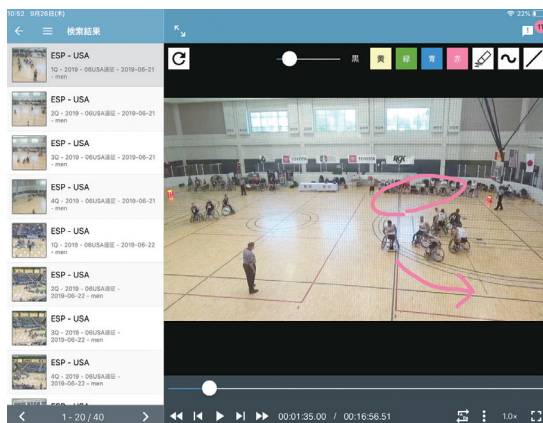 10:52 9月26日(木)
22%
検索結果
11
ESP - USA
1Q - 2019 - 06USA遠征 - 2019-06-21
- men
ESP - USA
2Q - 2019 - 06USA遠征 - 2019-06-21
- men
ESP - USA
3Q - 2019 - 06USA遠征 - 2019-06-21
- men
ESP - USA
4Q - 2019 - 06USA遠征 - 2019-06-21
- men
ESP - USA
1Q - 2019 - 06USA遠征 - 2019-06-22
- men
ESP - USA
2Q - 2019 - 06USA遠征 -
2019-06-22 - men
ESP - USA
3Q - 2019 - 06USA遠征 -
2019-06-22 - men
ESP - USA
4Q - 2019 - 06USA遠征 -
2019-06-22 - men
ESP - USA
1 - 20 / 40
黒 黄 緑 青 赤
TOYOTA
TOYOTA
00:01:35.00 / 00:16:56.51
1.0×